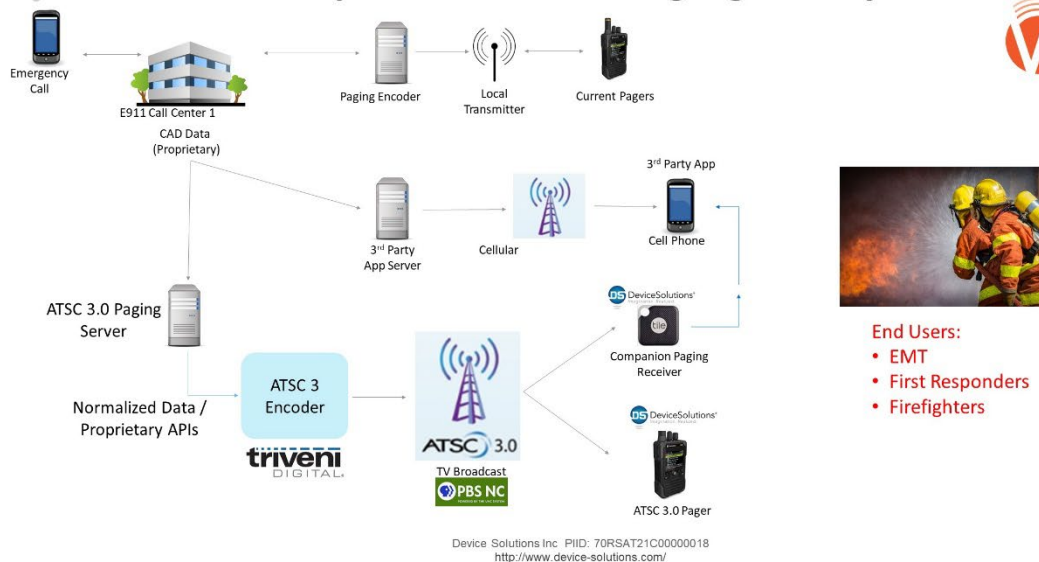 Emergency
Call
E911 Call Center 1
CAD Data
(Proprietary)
Paging Encoder
Local
Transmitter
Current Pagers
3rd Party
App Server
Cellular
3rd Party App
Cell Phone
ATSC 3.0 Paging
Server
Normalized Data /
Proprietary APIs
ATSC 3
Encoder
triveni
DIGITAL
ATSC 3.0
TV Broadcast
PBS NC
DS DeviceSolutions
tile
Companion Paging
Receiver
DS DeviceSolutions
ATSC 3.0 Pager
End Users:
• EMT
• First Responders
• Firefighters
Device Solutions Inc PIID: 70RSAT21C00000018
http://www.device-solutions.com/